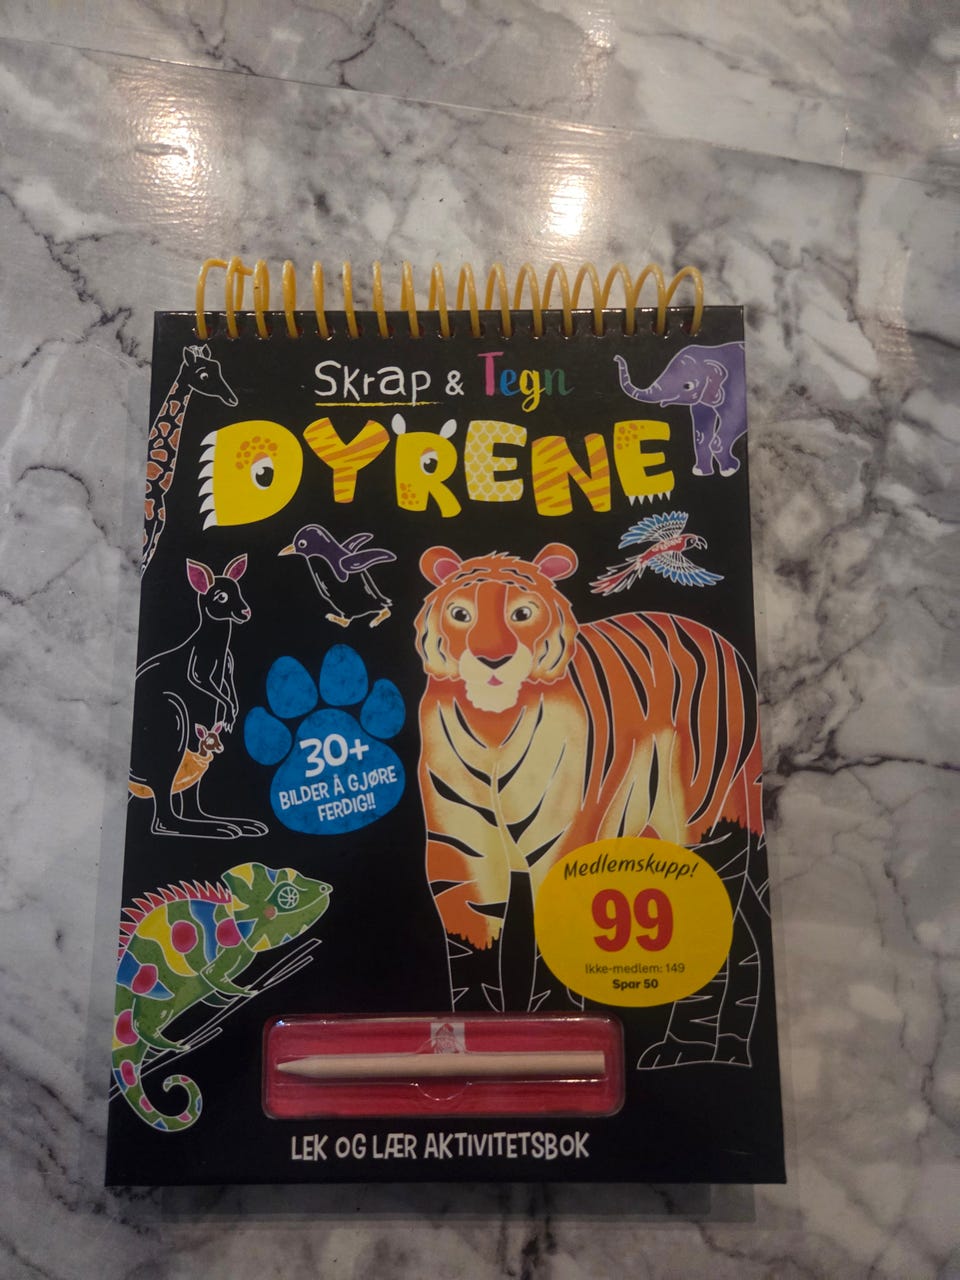 Skrap & Tegn
DYRENE
30+
BILDER Å GJØRE
FERDIG!!
Medlemskupp!
99
Ikke-medlem: 149
Spar 50
LEK OG LÆR AKTIVITETSBOK